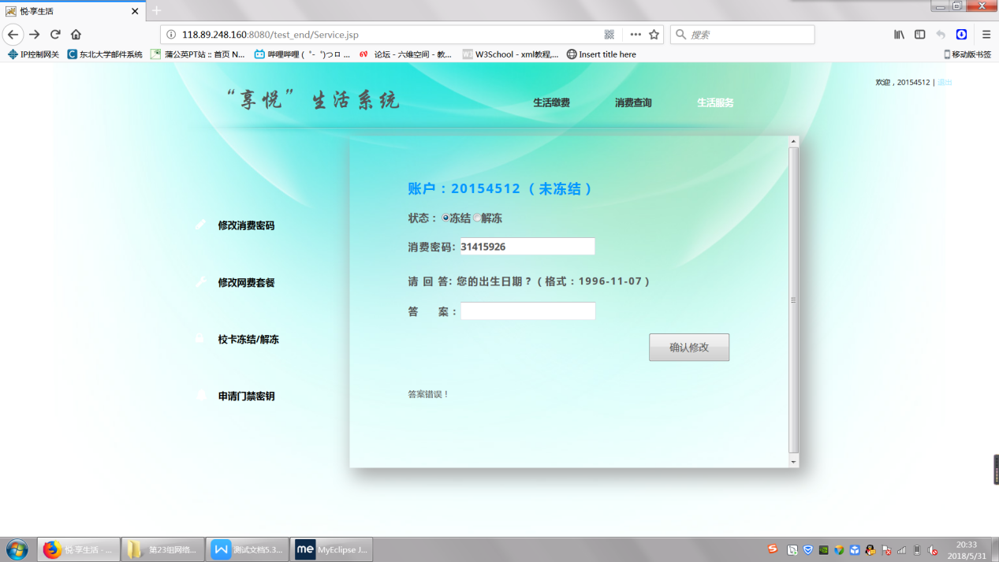 悦·享生活
118.89.248.160:8080/test_end/Service.jsp
搜索
IP控制网关 东北大学邮件系统 蒲公英PT站 :: 首页 N... 哔哩哔哩 ( ゜- ゜)つロ ... 论坛 - 六维空间 - 教... W3School - xml教程,... Insert title here 移动版书签
欢迎，20154512 | 退出
“享悦”生活系统
生活缴费 消费查询 生活服务
账户：20154512（未冻结）
状态：冻结 解冻
修改消费密码
消费密码: 31415926
修改网费套餐
请 回 答: 您的出生日期？（格式：1996-11-07）
答 案：
校卡冻结/解冻
确认修改
申请门禁密钥
答案错误！
悦·享生活 - ... 第23组网络... 测试文档5.3... me MyEclipse J...
20:33
2018/5/31